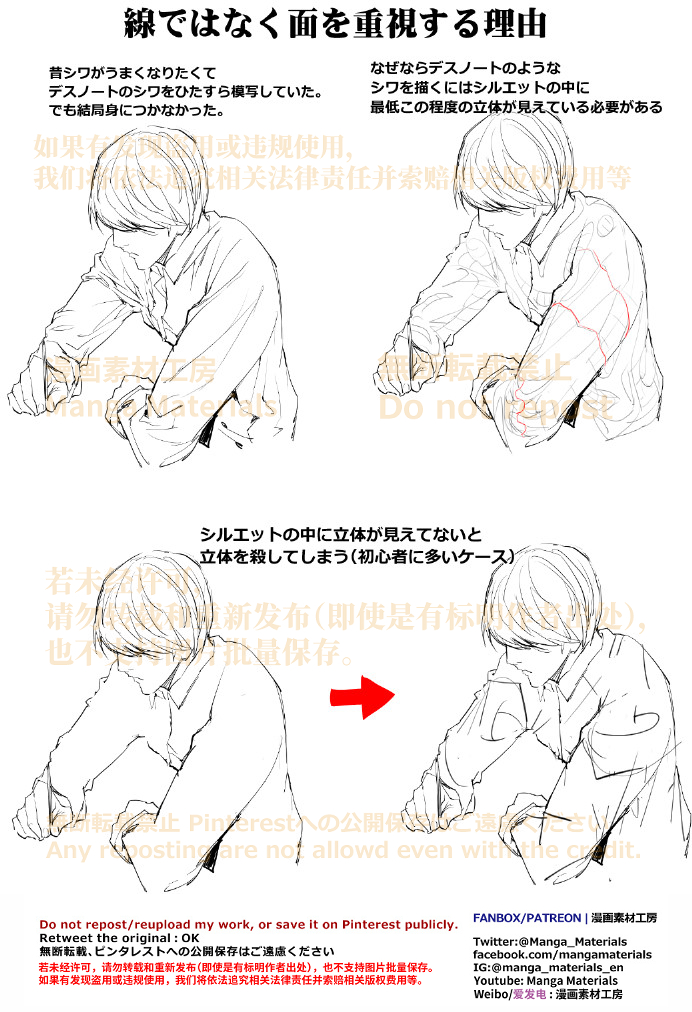 線ではなく面を重視する理由
昔シワがうまくなりたくて
デスノートのシワをひたすら模写していた。
でも結局身につかなかった。
なぜならデスノートのような
シワを描くにはシルエットの中に
最低この程度の立体が見えている必要がある
如果有发现盗用或违规使用，
我们将依法追究相关法律责任并索赔相关版权费用等
漫画素材工房
Manga Materials
無断転載禁止
Do not repost
シルエットの中に立体が見えてないと
立体を殺してしまう(初心者に多いケース)
若未经许可，
请勿转载和重新发布(即使是有标明作者出处)，
也不支持图片批量保存。
無断転載禁止 Pinterestへの公開保存はご遠慮ください
Any reposting are not allowd even with the credit.
Do not repost/reupload my work, or save it on Pinterest publicly.
Retweet the original : OK
無断転載、ピンタレストへの公開保存はご遠慮ください
若未经许可，请勿转载和重新发布(即使是有标明作者出处)，也不支持图片批量保存。
如果有发现盗用或违规使用，我们将依法追究相关法律责任并索赔相关版权费用等。
FANBOX/PATREON | 漫画素材工房
Twitter:@Manga_Materials
facebook.com/mangamaterials
IG:@manga_materials_en
Youtube: Manga Materials
Weibo/爱发电 : 漫画素材工房